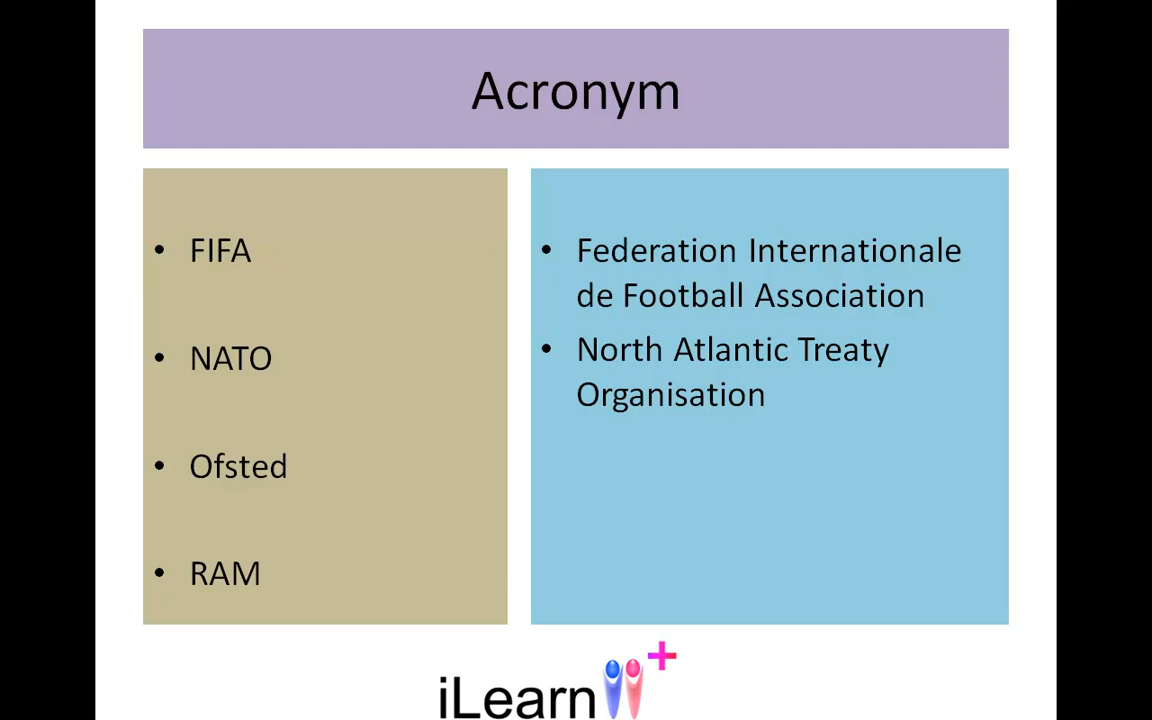 Acronym
• FIFA
• NATO
• Ofsted
• RAM
• Federation Internationale
de Football Association
• North Atlantic Treaty
Organisation
iLearn
+